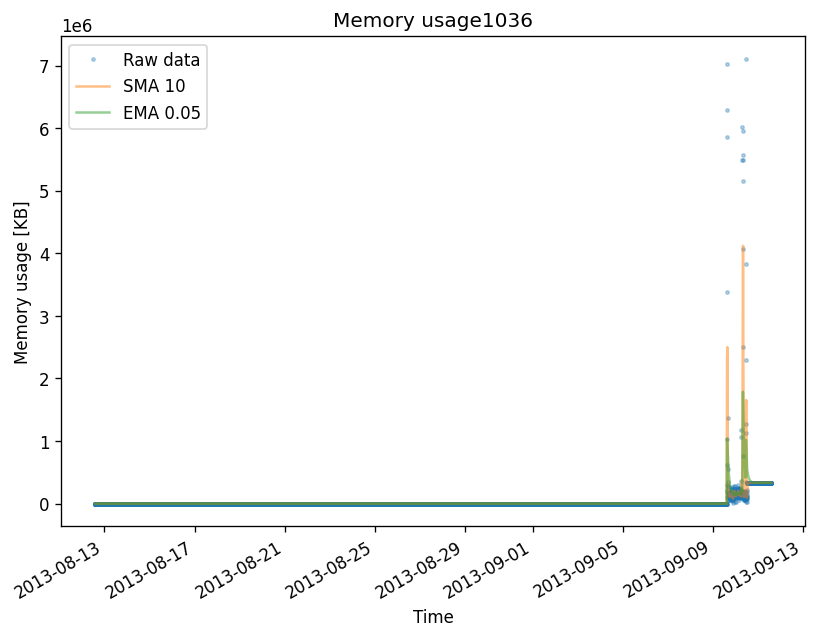 Memory usage1036
1e6
Raw data
SMA 10
EMA 0.05
7
6
5
4
3
2
1
0
Memory usage [KB]
2013-08-13
2013-08-17
2013-08-21
2013-08-25
2013-08-29
2013-09-01
2013-09-05
2013-09-09
2013-09-13
Time